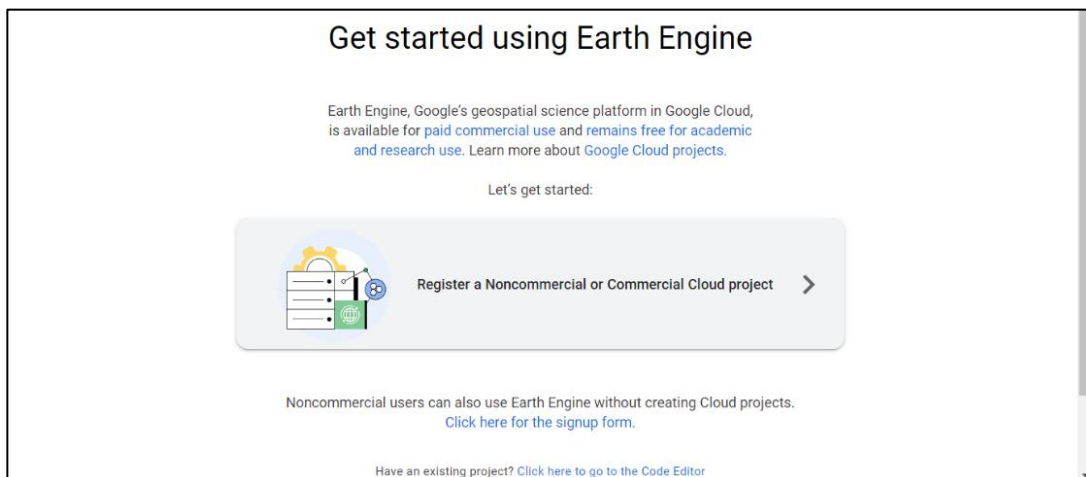 Get started using Earth Engine
Earth Engine, Google's geospatial science platform in Google Cloud,
is available for paid commercial use and remains free for academic
and research use. Learn more about Google Cloud projects.
Let's get started:
Register a Noncommercial or Commercial Cloud project
Noncommercial users can also use Earth Engine without creating Cloud projects.
Click here for the signup form.
Have an existing project? Click here to go to the Code Editor